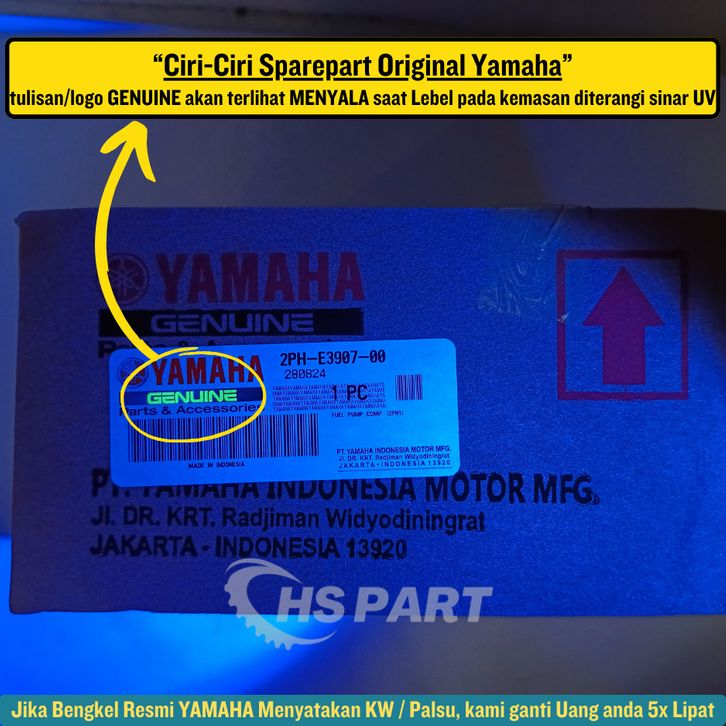 “Ciri-Ciri Sparepart Original Yamaha”
tulisan/logo GENUINE akan terlihat MENYALA saat Lebel pada kemasan diterangi sinar UV
YAMAHA
GENUINE
YAMAHA
GENUINE
Parts & Accessories
2PH-E3907-00
280824
1 PC
FUEL PUMP COMP. (2PH1)
MADE IN INDONESIA
PT. YAMAHA INDONESIA MOTOR MFG.
Jl. DR. KRT. Radjiman Widyodiningrat
JAKARTA - INDONESIA 13920
PT. YAMAHA INDONESIA MOTOR MFG.
Jl. DR. KRT. Radjiman Widyodiningrat
JAKARTA - INDONESIA 13920
HS PART
Jika Bengkel Resmi YAMAHA Menyatakan KW / Palsu, kami ganti Uang anda 5x Lipat